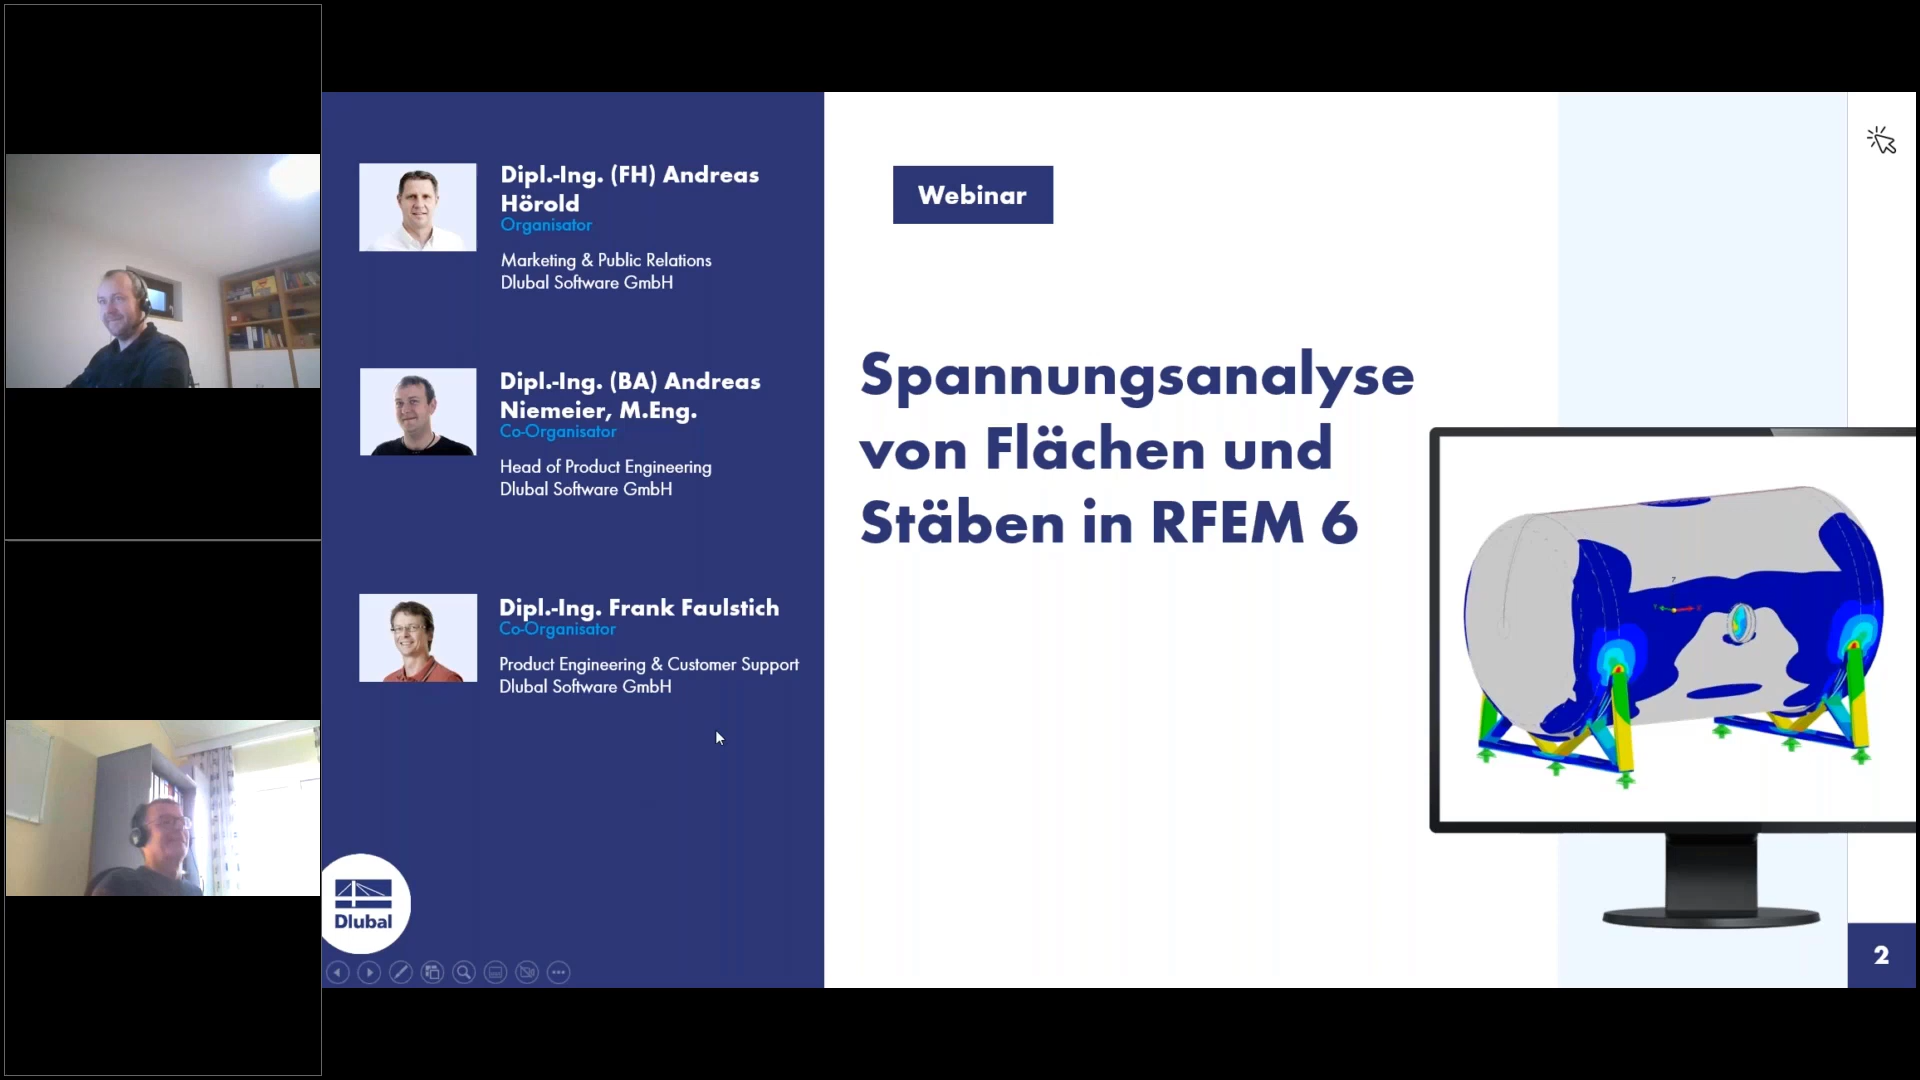 Dipl.-Ing. (FH) Andreas
Hörold
Organisator
Marketing & Public Relations
Dlubal Software GmbH
Dipl.-Ing. (BA) Andreas
Niemeier, M.Eng.
Co-Organisator
Head of Product Engineering
Dlubal Software GmbH
Dipl.-Ing. Frank Faulstich
Co-Organisator
Product Engineering & Customer Support
Dlubal Software GmbH
Dlubal
Webinar
Spannungsanalyse
von Flächen und
Stäben in RFEM 6
2